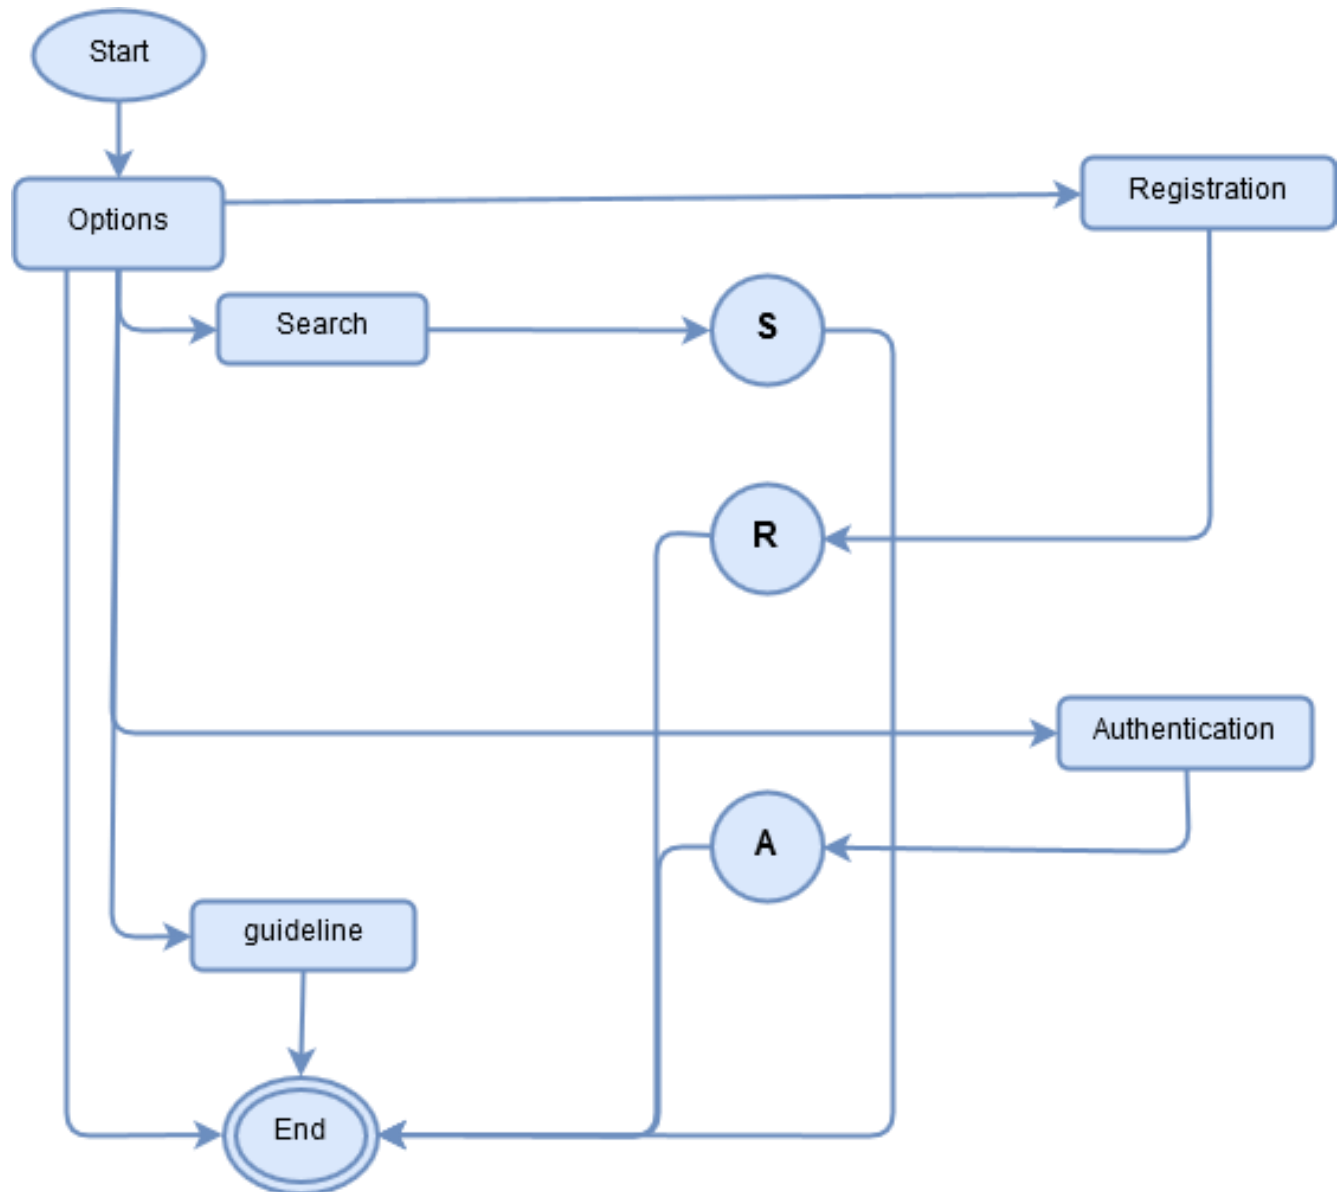 Start
Options
Registration
Search
S
R
Authentication
A
guideline
End